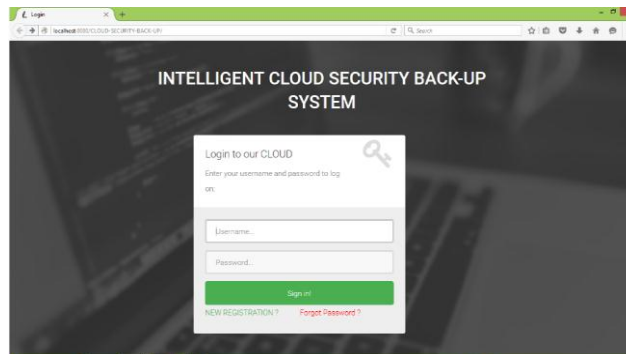 Login
localhost:8080/CLOUD-SECURITY-BACK-UP/
Search
INTELLIGENT CLOUD SECURITY BACK-UP
SYSTEM
Login to our CLOUD
Enter your username and password to log
on:
Username...
Password...
Sign in!
NEW REGISTRATION ?
Forgot Password ?